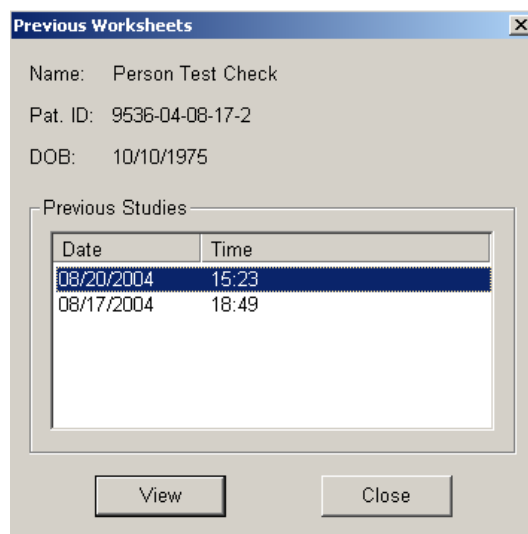 Previous Worksheets
Name: Person Test Check
Pat. ID: 9536-04-08-17-2
DOB: 10/10/1975
Previous Studies
Date Time
08/20/2004 15:23
08/17/2004 18:49
View Close